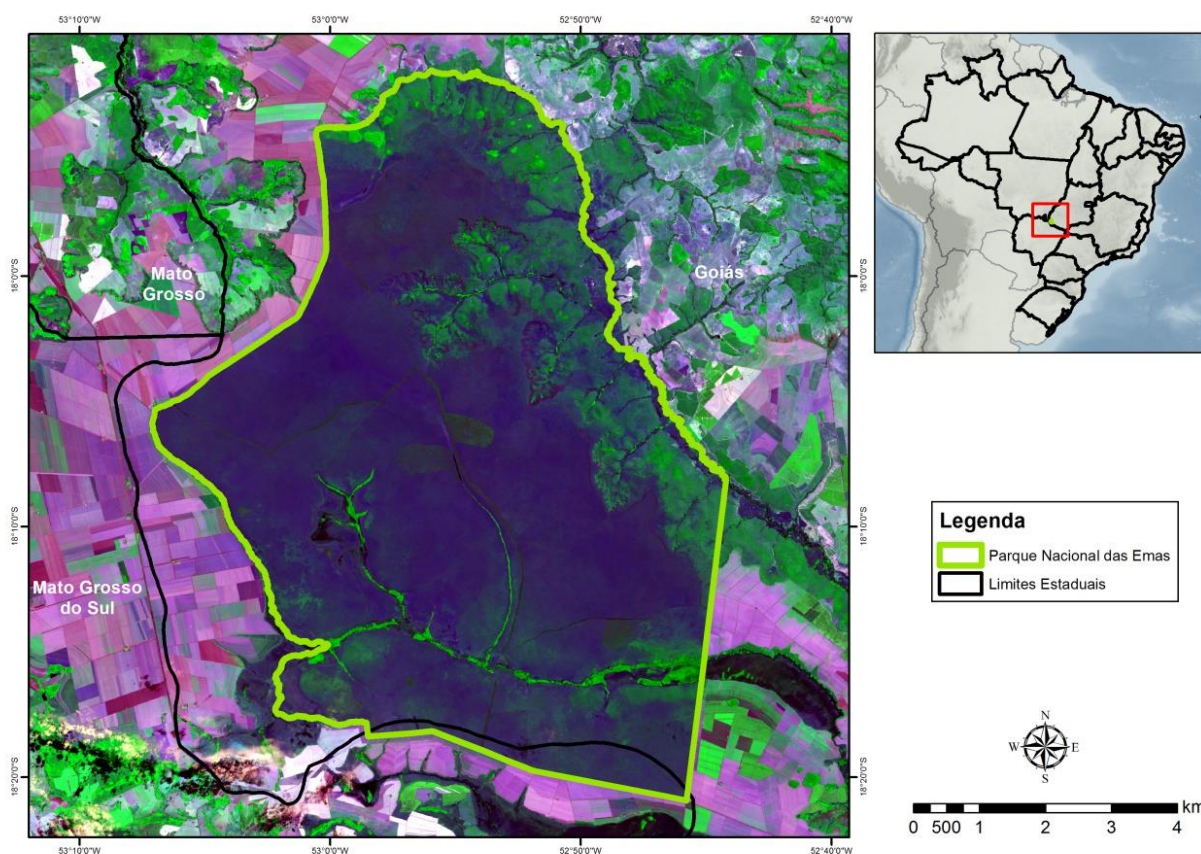 53°10'0"W
53°0'0"W
52°50'0"W
52°40'0"W
18°0'0"S
18°10'0"S
18°20'0"S
18°0'0"S
18°10'0"S
18°20'0"S
Mato
Grosso
Goiás
Mato Grosso
do Sul
53°10'0"W
53°0'0"W
52°50'0"W
52°40'0"W
Legenda
Parque Nacional das Emas
Limites Estaduais
N
W E
S
km
0 500 1 2 3 4